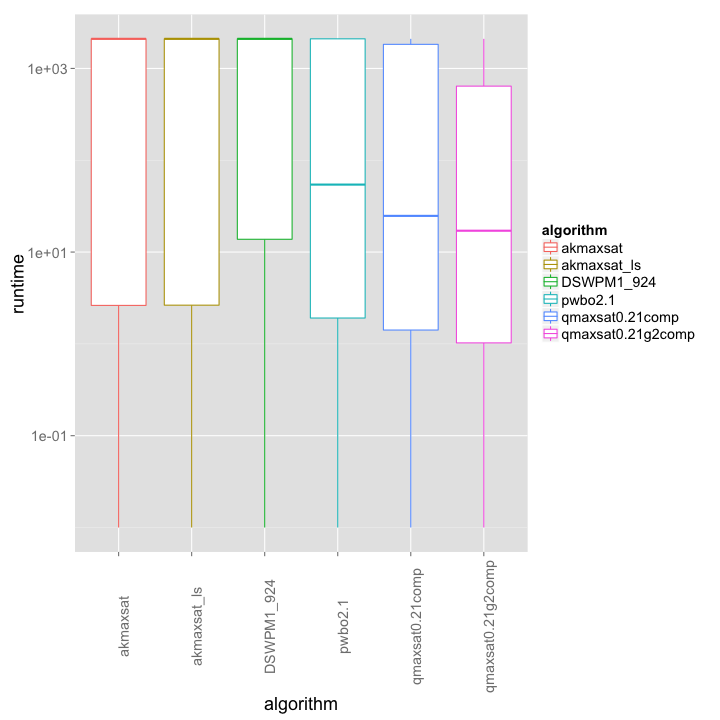 runtime
1e+03
1e+01
1e-01
akmaxsat
akmaxsat_ls
DSWPM1_924
pwbo2.1
qmaxsat0.21comp
qmaxsat0.21g2comp
algorithm
algorithm
akmaxsat
akmaxsat_ls
DSWPM1_924
pwbo2.1
qmaxsat0.21comp
qmaxsat0.21g2comp